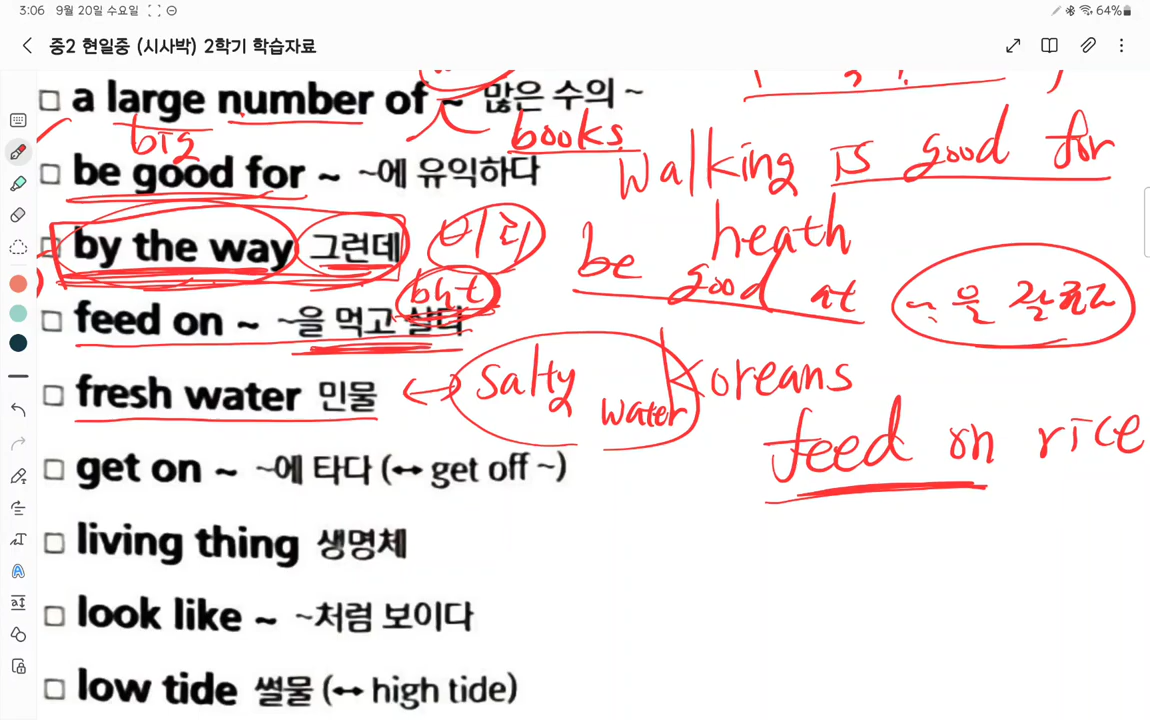 3:06 9월 20일 수요일 64%
중2 현일중 (시사박) 2학기 학습자료
a large number of ~ 많은 수의 ~
big
books
be good for ~ ~에 유익하다
Walking is good for
heath
by the way 그런데
be good at
bht
feed on ~ ~을 먹고 살다
fresh water 민물 ↔ salty water
Koreans
feed on rice
get on ~ ~에 타다 (↔ get off ~)
living thing 생명체
look like ~ ~처럼 보이다
low tide 썰물 (↔ high tide)